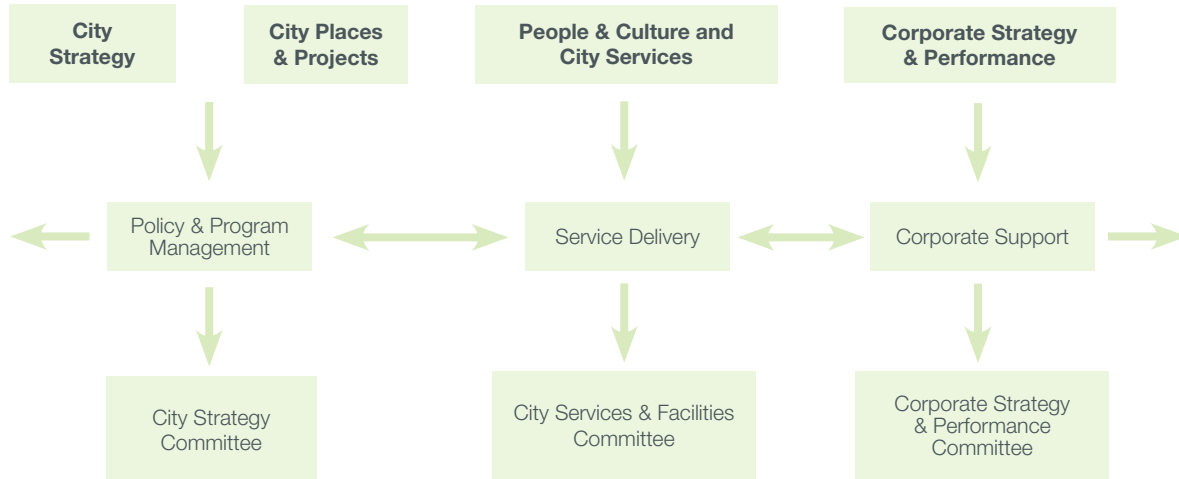 City
Strategy
City Places
& Projects
People & Culture and
City Services
Corporate Strategy
& Performance
Policy & Program
Management
Service Delivery
Corporate Support
City Strategy
Committee
City Services & Facilities
Committee
Corporate Strategy
& Performance
Committee